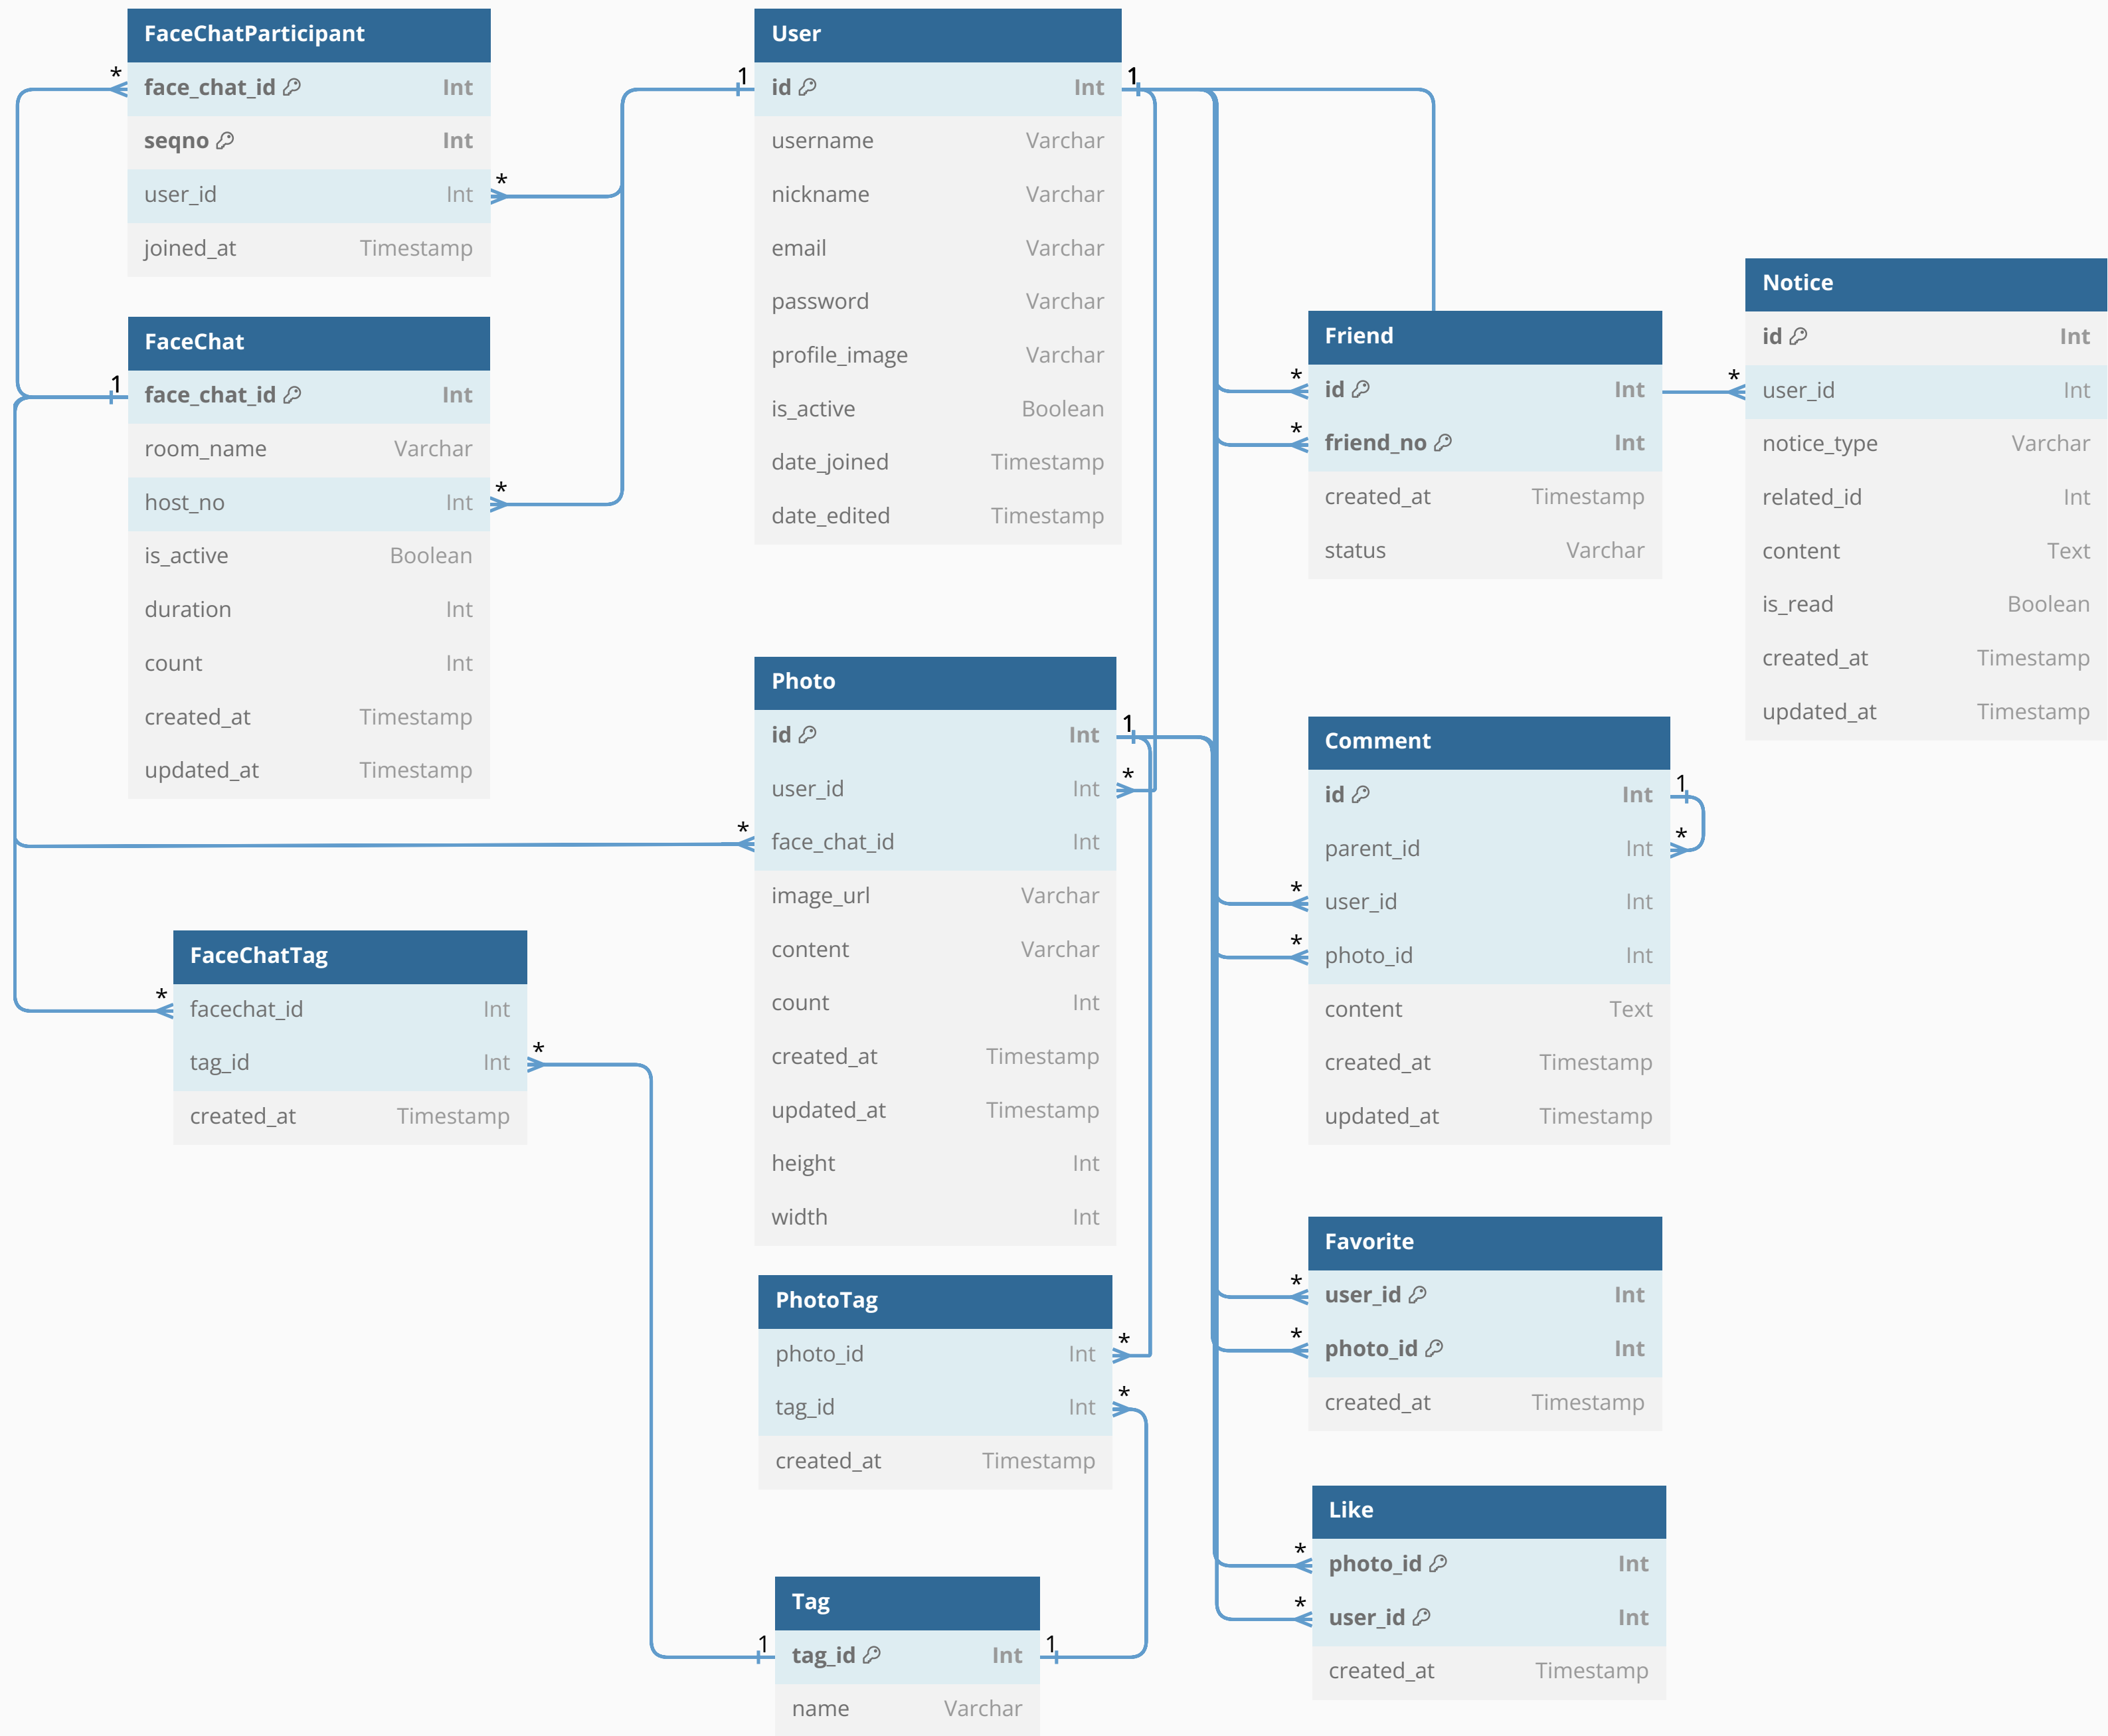 FaceChatParticipant
* face_chat_id Int
seqno Int
user_id Int *
joined_at Timestamp
FaceChat
1 face_chat_id Int
room_name Varchar
host_no Int *
is_active Boolean
duration Int
count Int
created_at Timestamp
updated_at Timestamp
FaceChatTag
* facechat_id Int
tag_id Int *
created_at Timestamp
User
1 id Int 1
username Varchar
nickname Varchar
email Varchar
password Varchar
profile_image Varchar
is_active Boolean
date_joined Timestamp
date_edited Timestamp
Photo
id Int 1
user_id Int *
* face_chat_id Int
image_url Varchar
content Varchar
count Int
created_at Timestamp
updated_at Timestamp
height Int
width Int
PhotoTag
photo_id Int *
tag_id Int *
created_at Timestamp
Tag
1 tag_id Int 1
name Varchar
Friend
* id Int
* friend_no Int
created_at Timestamp
status Varchar
Notice
id Int
* user_id Int
notice_type Varchar
related_id Int
content Text
is_read Boolean
created_at Timestamp
updated_at Timestamp
Comment
id Int 1
parent_id Int *
* user_id Int
* photo_id Int
content Text
created_at Timestamp
updated_at Timestamp
Favorite
* user_id Int
* photo_id Int
created_at Timestamp
Like
* photo_id Int
* user_id Int
created_at Timestamp